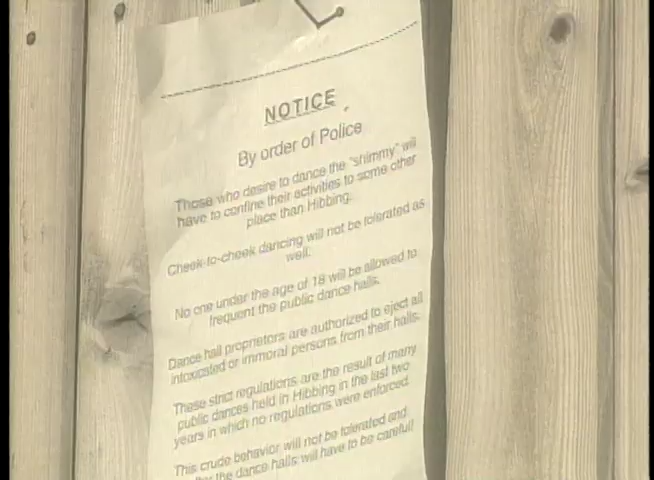 NOTICE
By order of Police
Those who desire to dance the "shimmy" will
have to confine their activities to some other
place than Hibbing.
Cheek-to-cheek dancing will not be tolerated as
well.
No one under the age of 18 will be allowed to
frequent the public dance halls.
Dance hall proprietors are authorized to eject all
intoxicated or immoral persons from their halls.
These strict regulations are the result of many
public dances held in Hibbing in the last two
years in which no regulations were enforced.
This crude behavior will not be tolerated and
the dance halls will have to be careful!